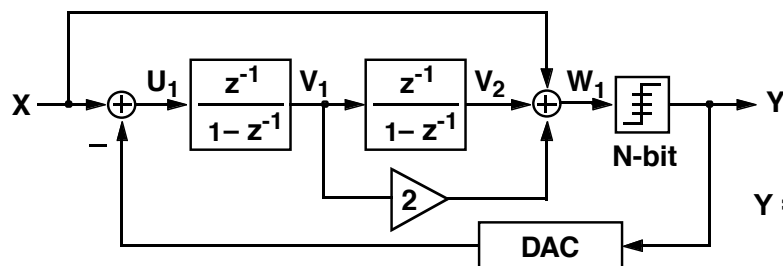 X
U1
z-1
1– z-1
V1
z-1
1– z-1
V2
W1
Y
–
N-bit
2
Y =
DAC